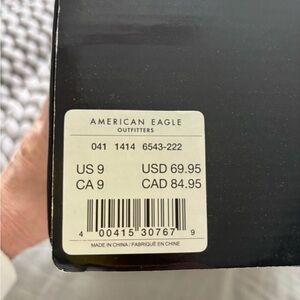 AMERICAN EAGLE
OUTFITTERS
041 1414 6543-222
US 9 USD 69.95
CA 9 CAD 84.95
4 00415 30767 9
MADE IN CHINA / FABRIQUÉ EN CHINE